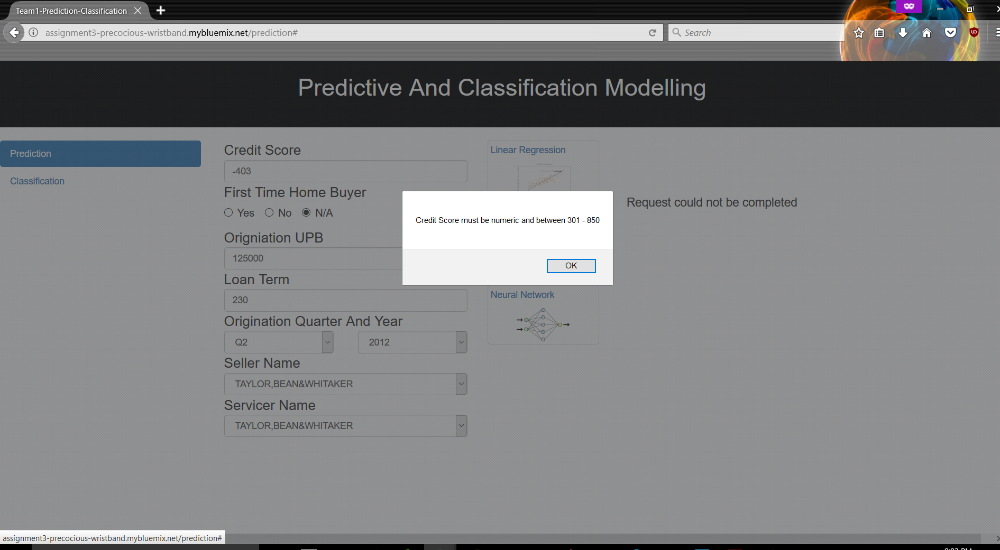 Team1-Prediction-Classification
assignment3-precocious-wristband.mybluemix.net/prediction#
Search
Predictive And Classification Modelling
Prediction
Classification
Credit Score
-403
First Time Home Buyer
Yes No N/A
Origniation UPB
125000
Loan Term
230
Origination Quarter And Year
Q2 2012
Seller Name
TAYLOR,BEAN&WHITAKER
Servicer Name
TAYLOR,BEAN&WHITAKER
Linear Regression
Credit Score must be numeric and between 301 - 850
OK
Neural Network
Request could not be completed
assignment3-precocious-wristband.mybluemix.net/prediction#